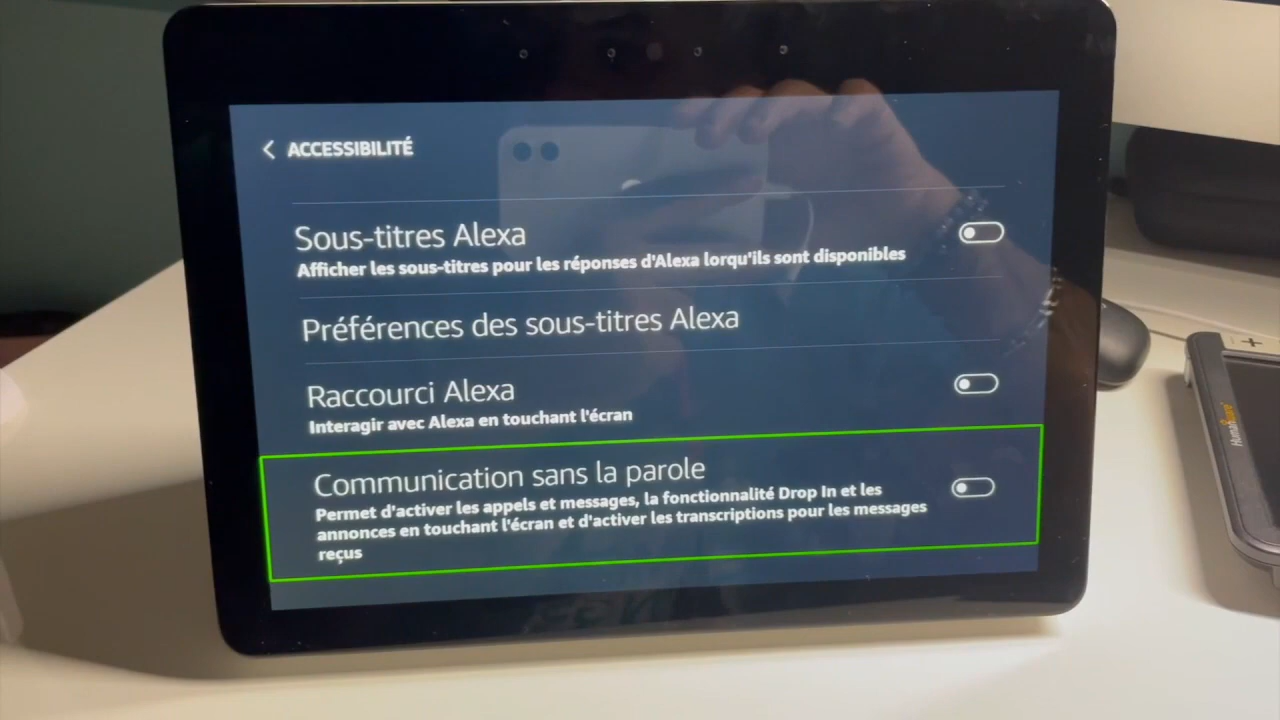 ACCESSIBILITÉ
Sous-titres Alexa
Afficher les sous-titres pour les réponses d'Alexa lorqu'ils sont disponibles
Préférences des sous-titres Alexa
Raccourci Alexa
Interagir avec Alexa en touchant l'écran
Communication sans la parole
Permet d'activer les appels et messages, la fonctionnalité Drop In et les
annonces en touchant l'écran et d'activer les transcriptions pour les messages
reçus
HumanWare